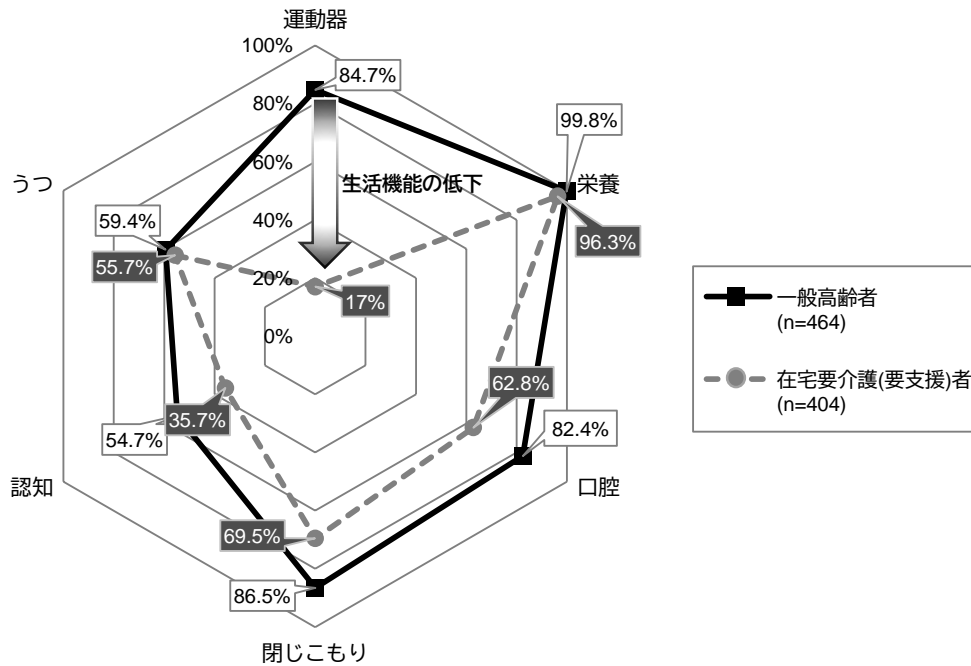 運動器
100%
84.7%
80%
99.8%
60%
うつ
生活機能の低下
栄養
40%
59.4%
96.3%
55.7%
20%
17%
0%
一般高齢者
(n=464)
62.8%
在宅要介護(要支援)者
(n=404)
35.7%
82.4%
54.7%
認知
口腔
69.5%
86.5%
閉じこもり